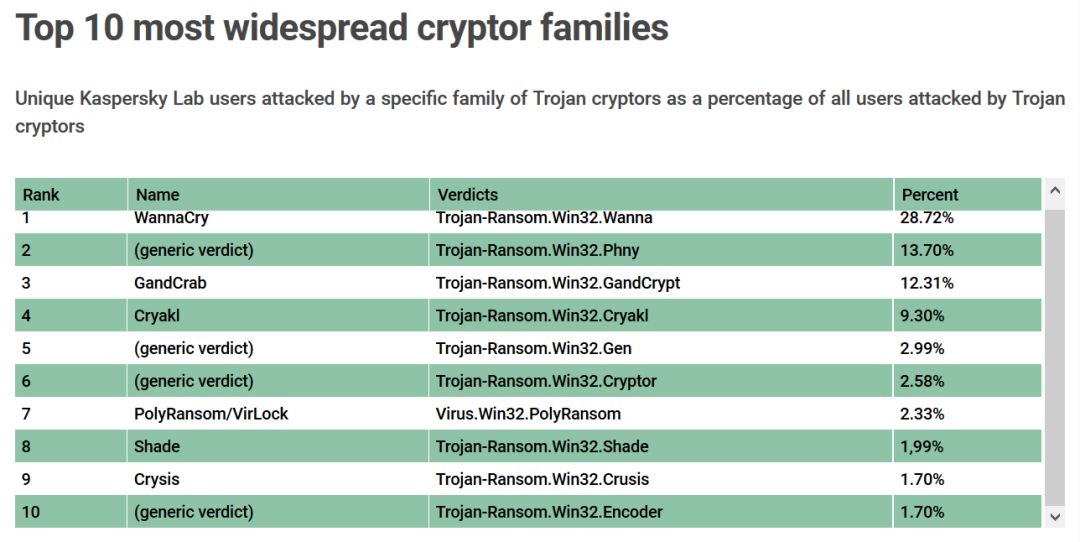 Top 10 most widespread cryptor families
Unique Kaspersky Lab users attacked by a specific family of Trojan cryptors as a percentage of all users attacked by Trojan
cryptors
Rank Name Verdicts Percent
1 WannaCry Trojan-Ransom.Win32.Wanna 28.72%
2 (generic verdict) Trojan-Ransom.Win32.Phny 13.70%
3 GandCrab Trojan-Ransom.Win32.GandCrypt 12.31%
4 Cryakl Trojan-Ransom.Win32.Cryakl 9.30%
5 (generic verdict) Trojan-Ransom.Win32.Gen 2.99%
6 (generic verdict) Trojan-Ransom.Win32.Cryptor 2.58%
7 PolyRansom/VirLock Virus.Win32.PolyRansom 2.33%
8 Shade Trojan-Ransom.Win32.Shade 1,99%
9 Crysis Trojan-Ransom.Win32.Crusis 1.70%
10 (generic verdict) Trojan-Ransom.Win32.Encoder 1.70%